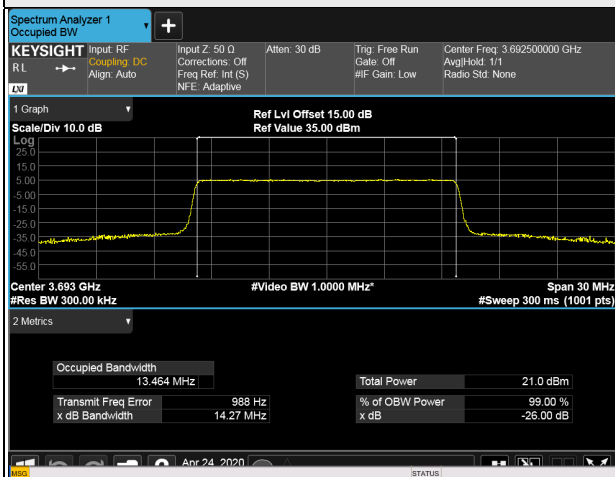 Spectrum Analyzer 1
Occupied BW
+
KEYSIGHT Input: RF Input Z: 50 Ω Atten: 30 dB Trig: Free Run Center Freq: 3.692500000 GHz
R L Coupling: DC Corrections: Off Gate: Off Avg|Hold: 1/1
Align: Auto Freq Ref: Int (S) #IF Gain: Low Radio Std: None
LXI NFE: Adaptive
1 Graph
Ref Lvl Offset 15.00 dB
Scale/Div 10.0 dB Ref Value 35.00 dBm
Log
25.0
15.0
5.00
-5.00
-15.0
-25.0
-35.0
-45.0
-55.0
Center 3.693 GHz #Video BW 1.0000 MHz* Span 30 MHz
#Res BW 300.00 kHz #Sweep 300 ms (1001 pts)
2 Metrics
Occupied Bandwidth
13.464 MHz Total Power 21.0 dBm
Transmit Freq Error 988 Hz % of OBW Power 99.00 %
x dB Bandwidth 14.27 MHz x dB -26.00 dB
Apr 24, 2020
MSG STATUS